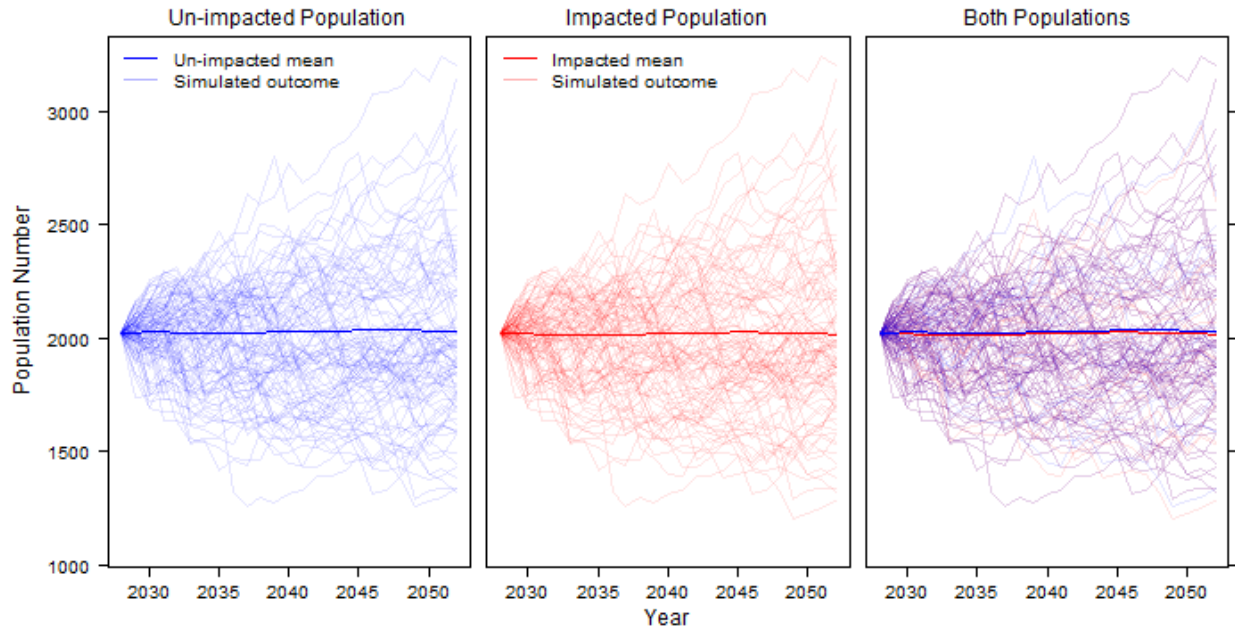 Un-impacted Population
Impacted Population
Both Populations
Un-impacted mean
Simulated outcome
Impacted mean
Simulated outcome
Population Number
3000
2500
2000
1500
1000
2030 2035 2040 2045 2050
2030 2035 2040 2045 2050
2030 2035 2040 2045 2050
Year